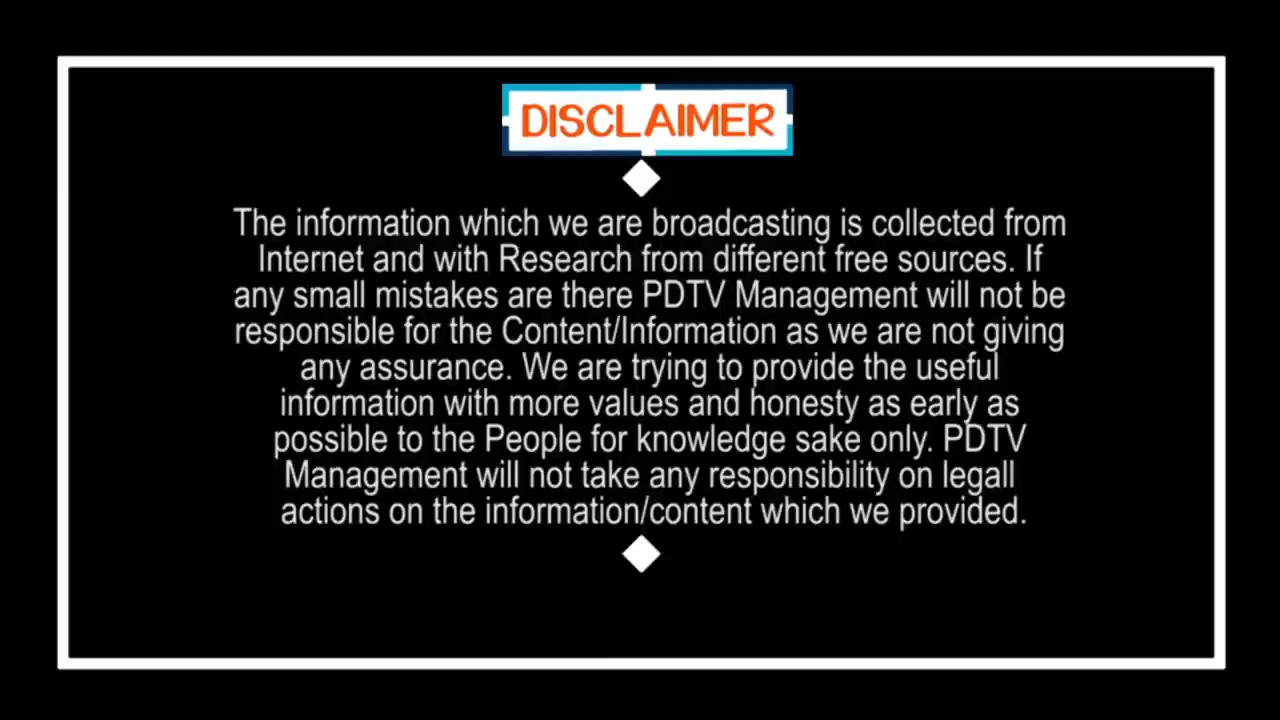 DISCLAIMER
The information which we are broadcasting is collected from
Internet and with Research from different free sources. If
any small mistakes are there PDTV Management will not be
responsible for the Content/Information as we are not giving
any assurance. We are trying to provide the useful
information with more values and honesty as early as
possible to the People for knowledge sake only. PDTV
Management will not take any responsibility on legall
actions on the information/content which we provided.